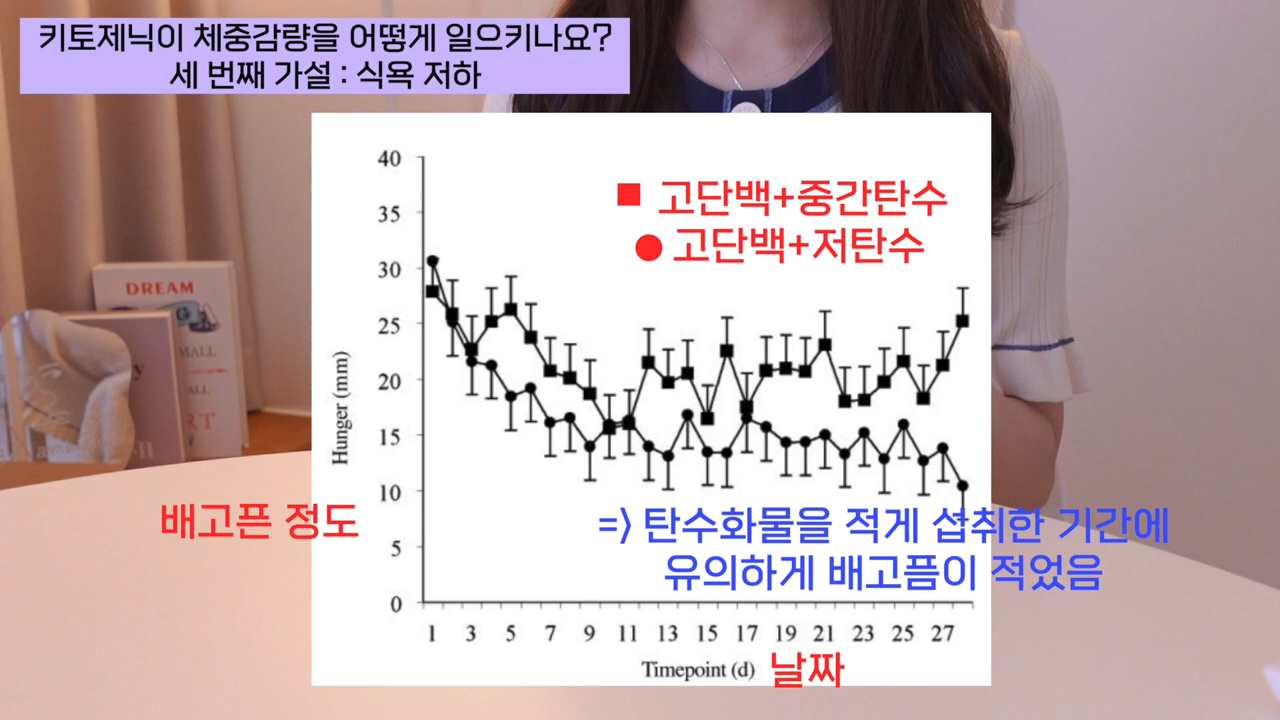 키토제닉이 체중감량을 어떻게 일으키나요?
세 번째 가설 : 식욕 저하
40
35
30
25
20
15
10
5
0
Hunger (mm)
■ 고단백+중간탄수
● 고단백+저탄수
DREAM
MALL
ALL
배고픈 정도
=> 탄수화물을 적게 섭취한 기간에
유의하게 배고픔이 적었음
1 3 5 7 9 11 13 15 17 19 21 23 25 27
Timepoint (d) 날짜